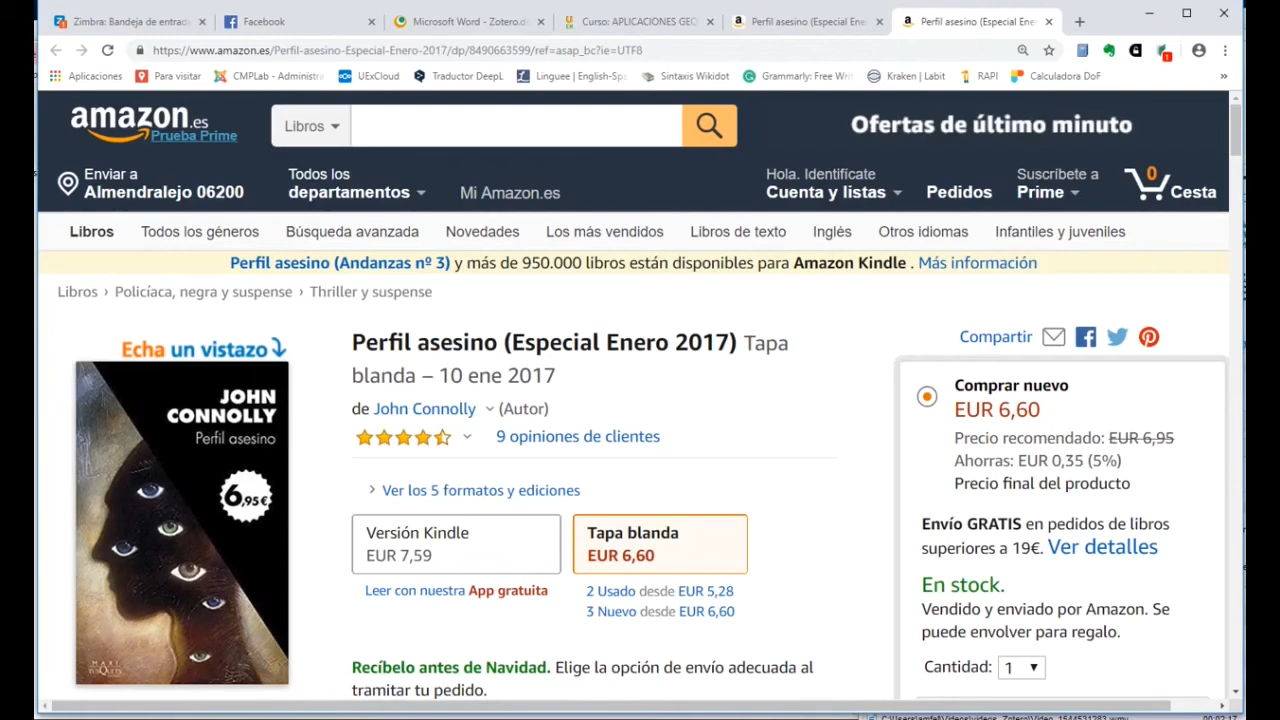 Zimbra: Bandeja de entrada
Facebook
Microsoft Word - Zotero.d
Curso: APLICACIONES GEO
Perfil asesino (Especial Ene
Perfil asesino (Especial Ene
https://www.amazon.es/Perfil-asesino-Especial-Enero-2017/dp/8490663599/ref=asap_bc?ie=UTF8
Aplicaciones
Para visitar
CMPLab - Administra
UExCloud
Traductor DeepL
Linguee | English-Spa
Sintaxis Wikidot
Grammarly: Free Wri
Kraken | Labit
RAPI
Calculadora DoF
»
amazon.es
Prueba Prime
Libros
Ofertas de último minuto
Enviar a
Almendralejo 06200
Todos los
departamentos
Mi Amazon.es
Hola. Identifícate
Cuenta y listas
Pedidos
Suscríbete a
Prime
0
Cesta
Libros
Todos los géneros
Búsqueda avanzada
Novedades
Los más vendidos
Libros de texto
Inglés
Otros idiomas
Infantiles y juveniles
Perfil asesino (Andanzas nº 3) y más de 950.000 libros están disponibles para Amazon Kindle . Más información
Libros › Policíaca, negra y suspense › Thriller y suspense
Echa un vistazo
JOHN
CONNOLLY
Perfil asesino
6,95€
MAXI
TUSQUETS
Perfil asesino (Especial Enero 2017) Tapa
blanda – 10 ene 2017
de John Connolly (Autor)
9 opiniones de clientes
Ver los 5 formatos y ediciones
Versión Kindle
EUR 7,59
Tapa blanda
EUR 6,60
Leer con nuestra App gratuita
2 Usado desde EUR 5,28
3 Nuevo desde EUR 6,60
Recíbelo antes de Navidad. Elige la opción de envío adecuada al
tramitar tu pedido.
Compartir
Comprar nuevo
EUR 6,60
Precio recomendado: EUR 6,95
Ahorras: EUR 0,35 (5%)
Precio final del producto
Envío GRATIS en pedidos de libros
superiores a 19€. Ver detalles
En stock.
Vendido y enviado por Amazon. Se
puede envolver para regalo.
Cantidad: 1